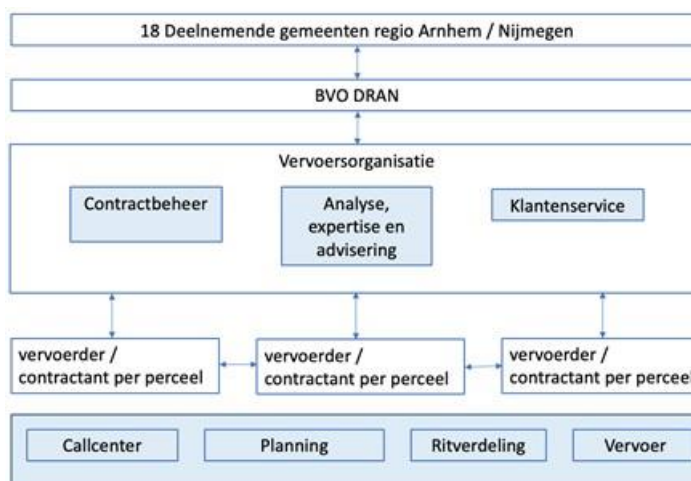 18 Deelnemende gemeenten regio Arnhem / Nijmegen
BVO DRAN
Vervoersorganisatie
Contractbeheer
Analyse,
expertise en
advisering
Klantenservice
vervoerder /
contractant per perceel
vervoerder /
contractant per perceel
vervoerder /
contractant per perceel
Callcenter
Planning
Ritverdeling
Vervoer